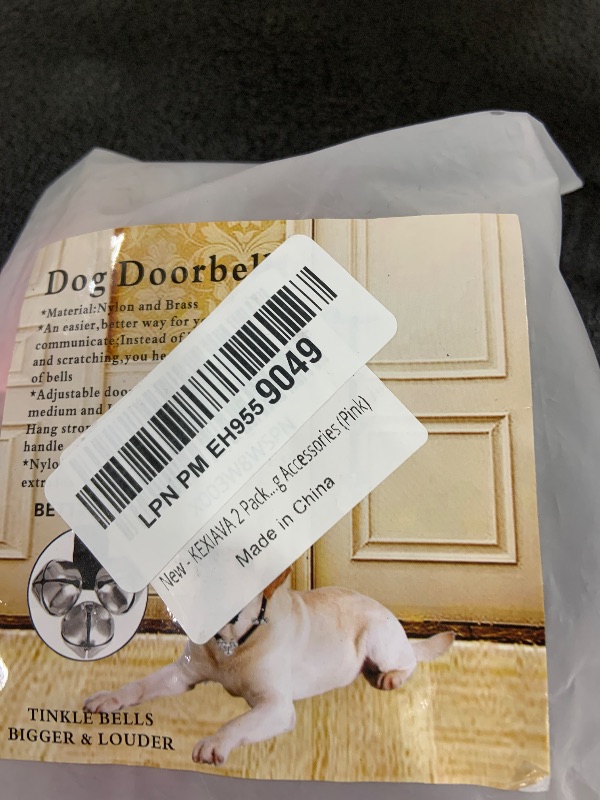 Dog Doorbell
*Material:Nylon and Brass
*An easier,better way for
communicate;Instead of
and scratching,you he
of bells
*Adjustable doo
medium and
Hang stro
handle
*Nylo
extr
BE
LPN PM EH9559049
New - KEXIAVA 2 Pack...g Accessories (Pink)
Made in China
TINKLE BELLS
BIGGER & LOUDER